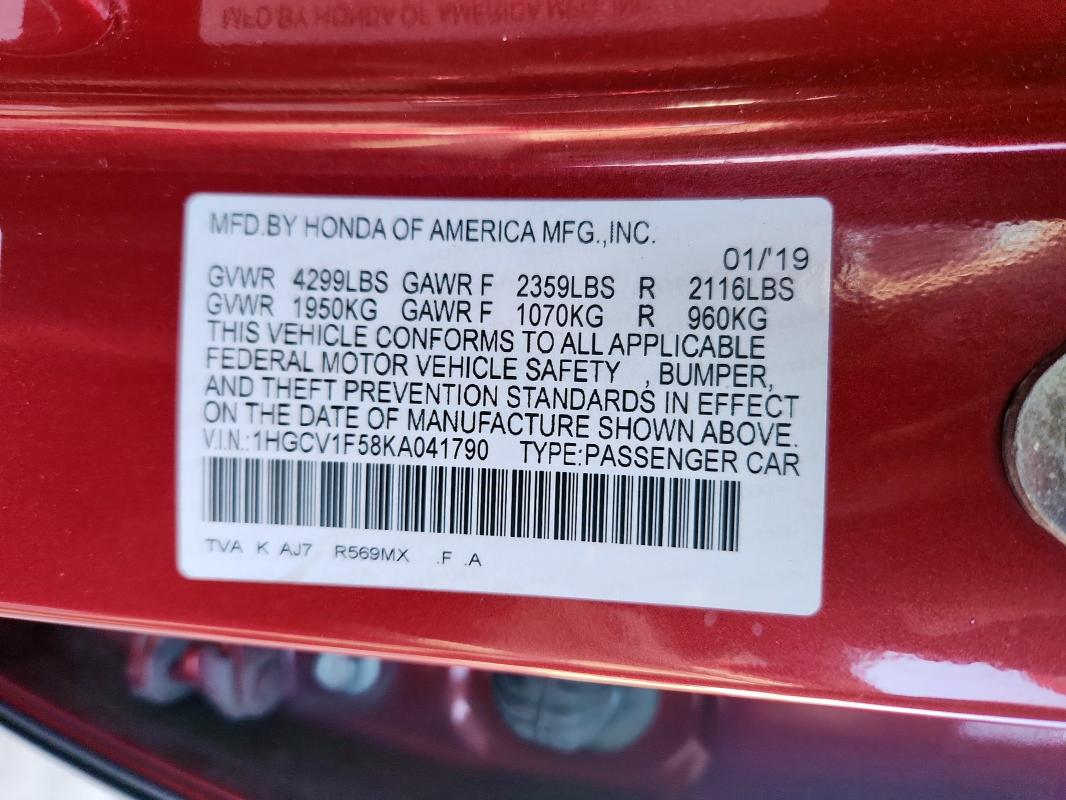 MFD.BY HONDA OF AMERICA MFG.,INC.
01/'19
GVWR 4299LBS GAWR F 2359LBS R 2116LBS
GVWR 1950KG GAWR F 1070KG R 960KG
THIS VEHICLE CONFORMS TO ALL APPLICABLE
FEDERAL MOTOR VEHICLE SAFETY , BUMPER,
AND THEFT PREVENTION STANDARDS IN EFFECT
ON THE DATE OF MANUFACTURE SHOWN ABOVE.
V.I.N.:1HGCV1F58KA041790 TYPE:PASSENGER CAR
TVA K AJ7 R569MX .F .A